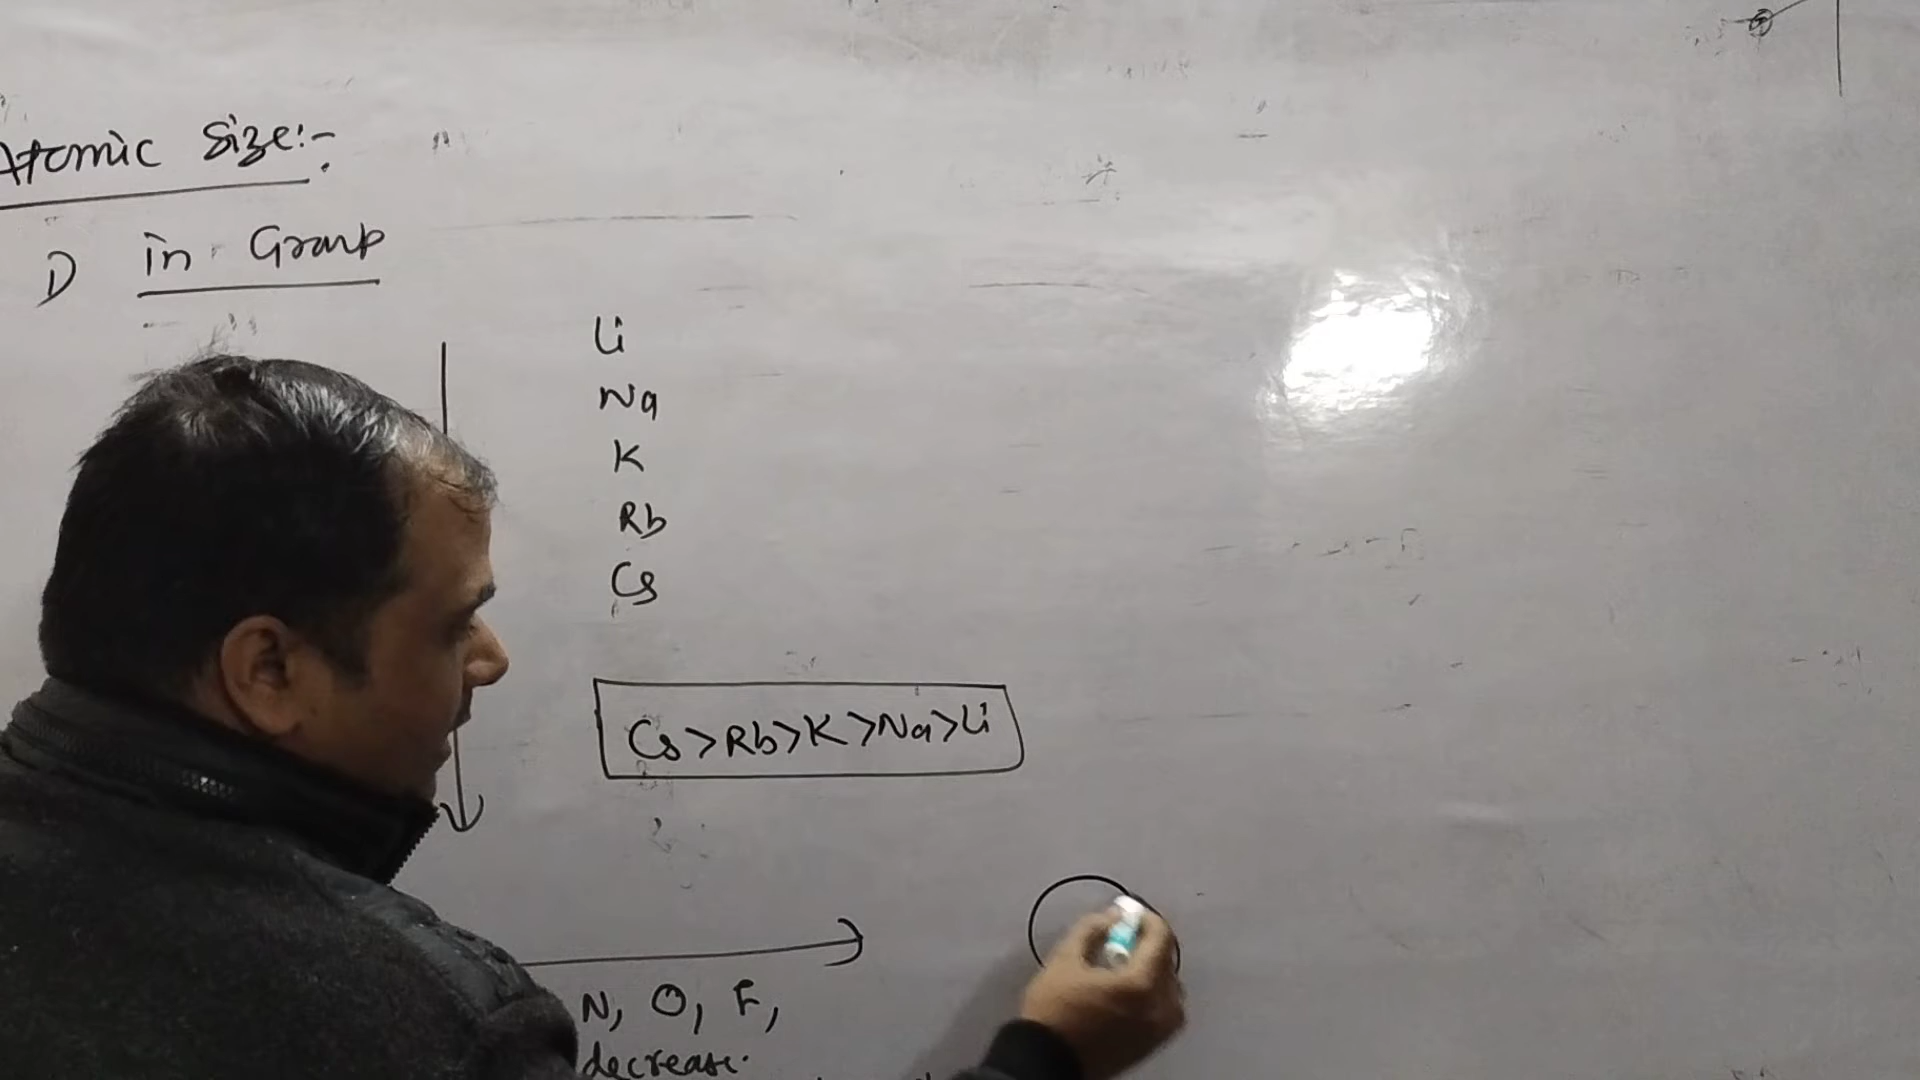 Atomic Size:-
1) in Group
Li
Na
K
Rb
Cs
Cs>Rb>K>Na>Li
N, O, F,
decrease.